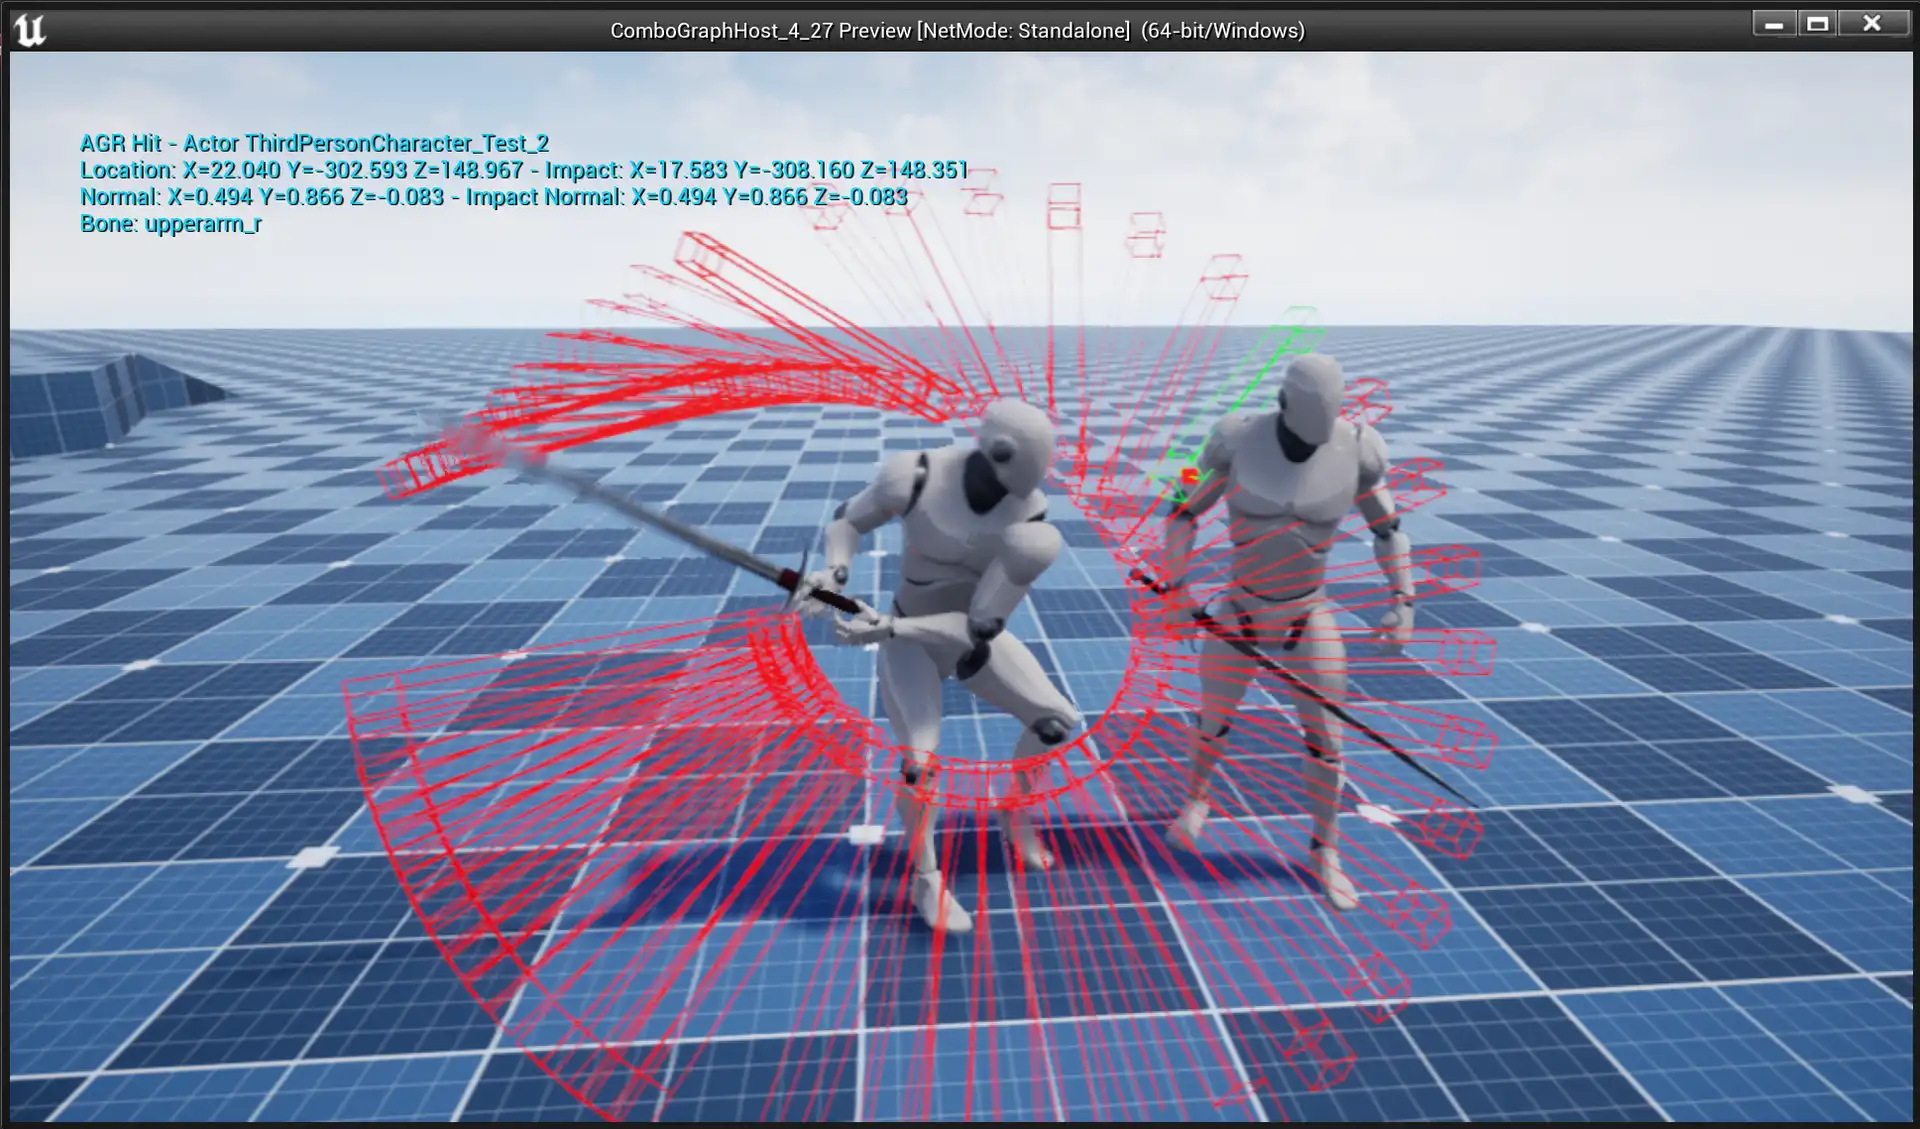 ComboGraphHost_4_27 Preview [NetMode: Standalone] (64-bit/Windows)
AGR Hit - Actor ThirdPersonCharacter_Test_2
Location: X=22.040 Y=-302.593 Z=148.967 - Impact: X=17.583 Y=-308.160 Z=148.351
Normal: X=0.494 Y=0.866 Z=-0.083 - Impact Normal: X=0.494 Y=0.866 Z=-0.083
Bone: upperarm_r